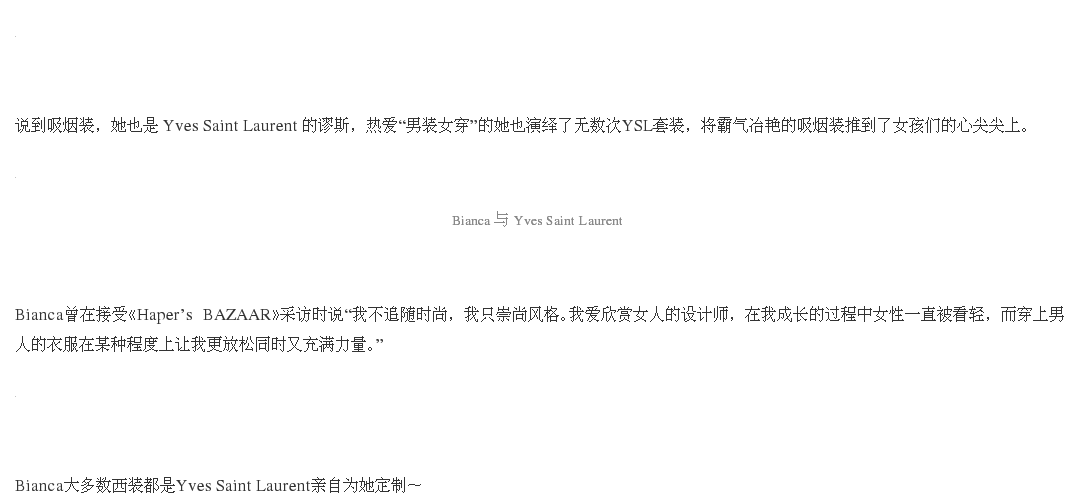 说到吸烟装，她也是 Yves Saint Laurent 的谬斯，热爱“男装女穿”的她也演绎了无数次YSL套装，将霸气冶艳的吸烟装推到了女孩们的心尖尖上。
Bianca 与 Yves Saint Laurent
Bianca曾在接受《Haper’s BAZAAR》采访时说“我不追随时尚，我只崇尚风格。我爱欣赏女人的设计师，在我成长的过程中女性一直被看轻，而穿上男
人的衣服在某种程度上让我更放松同时又充满力量。”
Bianca大多数西装都是Yves Saint Laurent亲自为她定制～